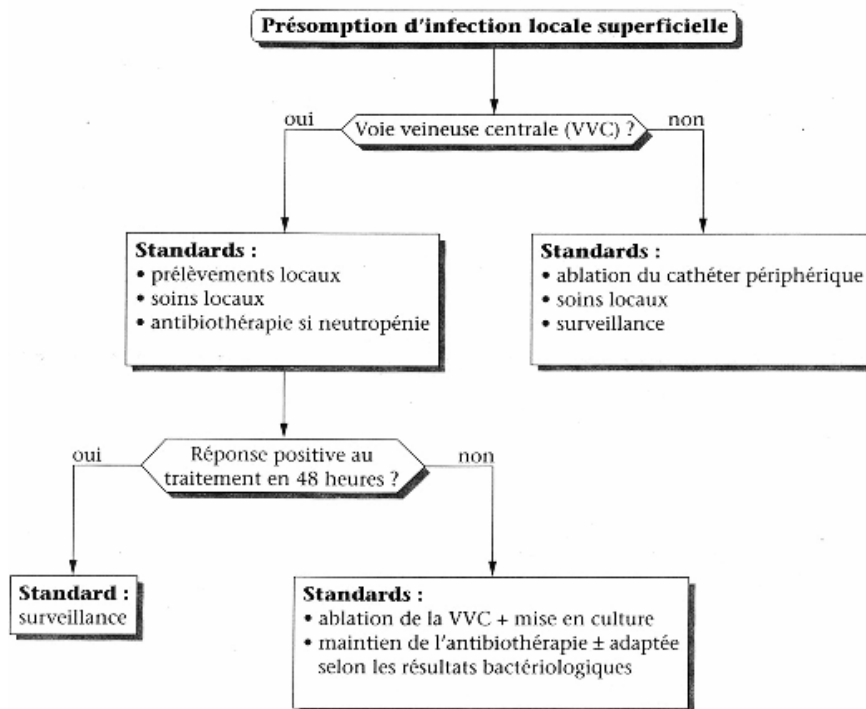 Présomption d'infection locale superficielle
oui
Voie veineuse centrale (VVC) ?
non
Standards :
• prélèvements locaux
• soins locaux
• antibiothérapie si neutropénie
Standards :
• ablation du cathéter périphérique
• soins locaux
• surveillance
oui
Réponse positive au
traitement en 48 heures ?
non
Standard :
surveillance
Standards :
• ablation de la VVC + mise en culture
• maintien de l'antibiothérapie ± adaptée
selon les résultats bactériologiques